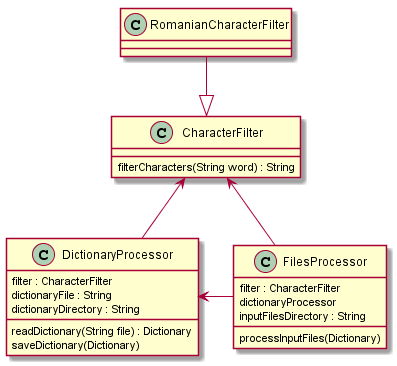 C RomanianCharacterFilter
C CharacterFilter
filterCharacters(String word) : String
C DictionaryProcessor
filter : CharacterFilter
dictionaryFile : String
dictionaryDirectory : String
readDictionary(String file) : Dictionary
saveDictionary(Dictionary)
C FilesProcessor
filter : CharacterFilter
dictionaryProcessor
inputFilesDirectory : String
processInputFiles(Dictionary)